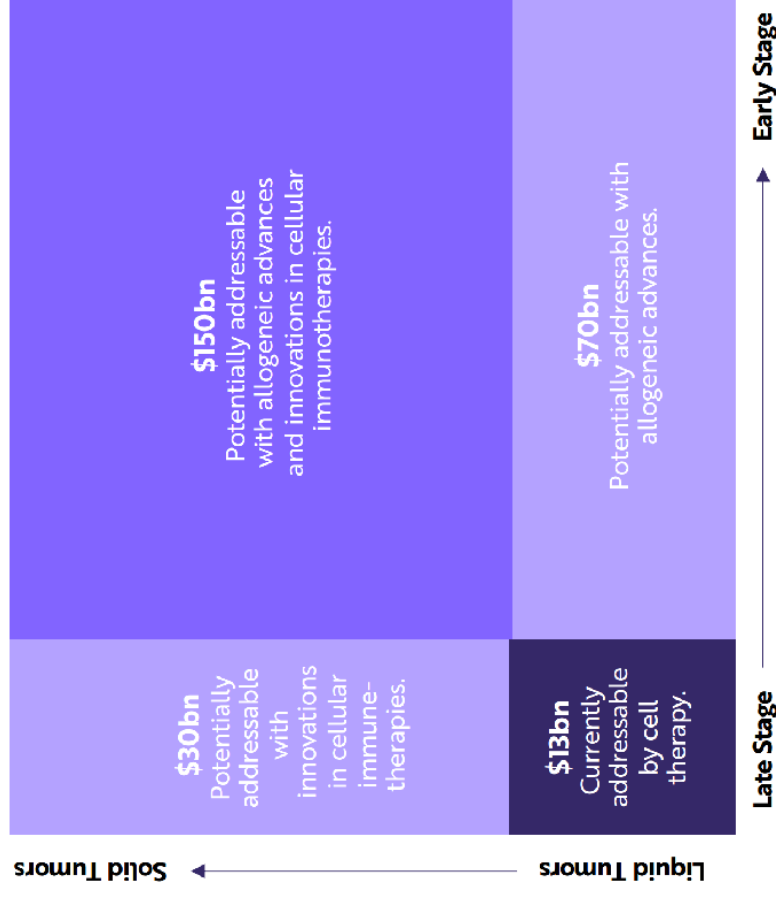 $150bn
Potentially addressable
with allogeneic advances
and innovations in cellular
immunotherapies.
$70bn
Potentially addressable with
allogeneic advances.
$30bn
Potentially
addressable
with
innovations
in cellular
immune-
therapies.
$13bn
Currently
addressable
by cell
therapy.
Late Stage
Early Stage
Solid Tumors
Liquid Tumors